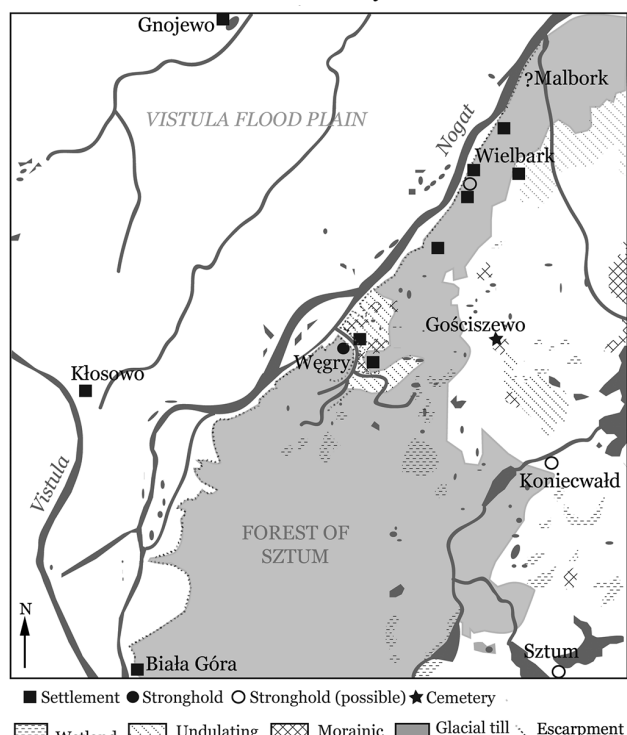 Gnojewo
?Malbork
VISTULA FLOOD PLAIN
Nogat
Wielbark
Gościszewo
Węgry
Kłosowo
Vistula
Koniecwałd
FOREST OF
SZTUM
N
Sztum
Biała Góra
Settlement Stronghold Stronghold (possible) Cemetery
Wetland Undulating Morainic Glacial till Escarpment